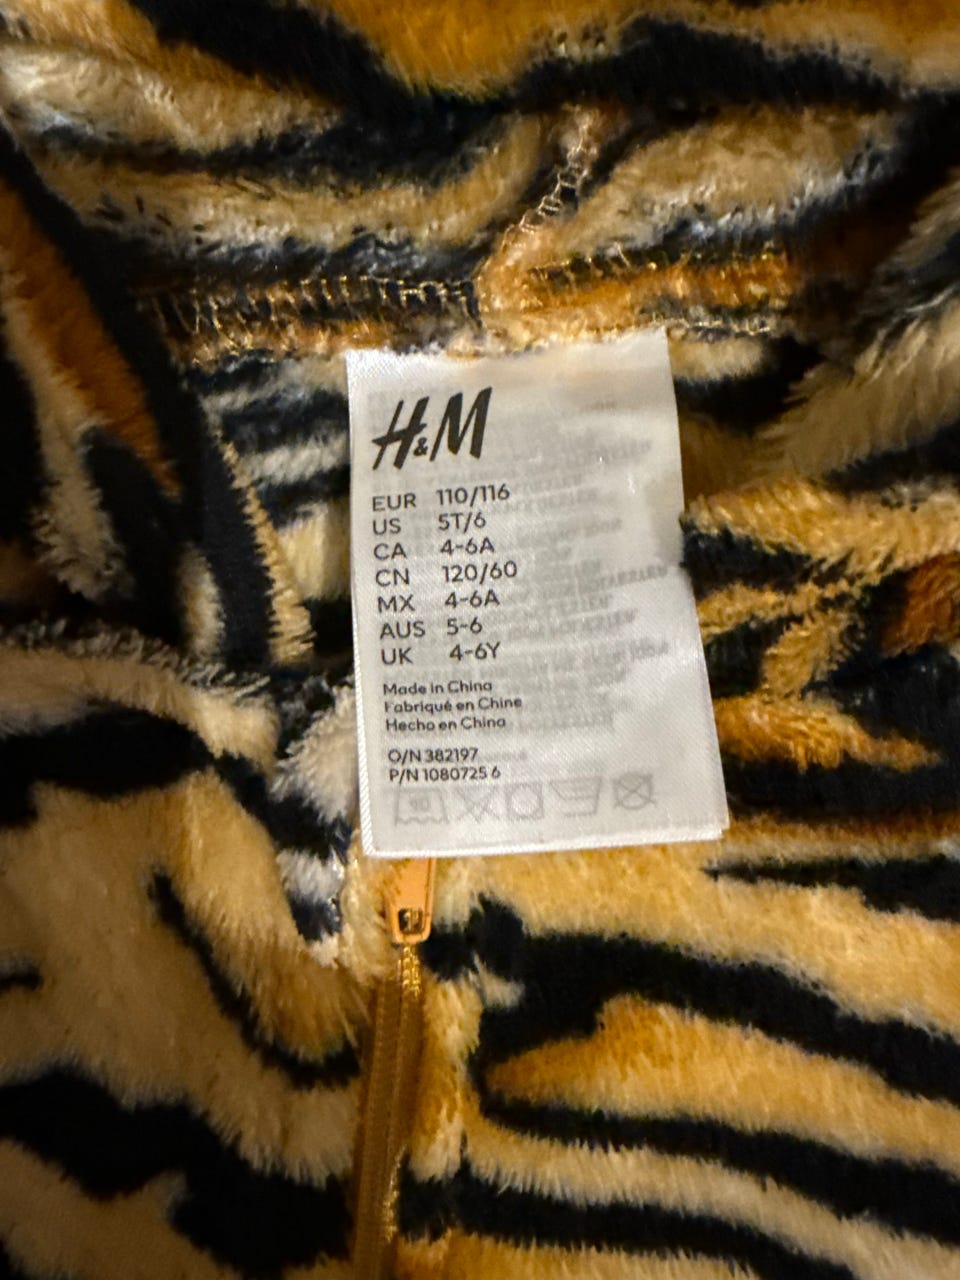 H&M
EUR 110/116
US 5T/6
CA 4-6A
CN 120/60
MX 4-6A
AUS 5-6
UK 4-6Y
Made in China
Fabriqué en Chine
Hecho en China
O/N 382197
P/N 1080725 6